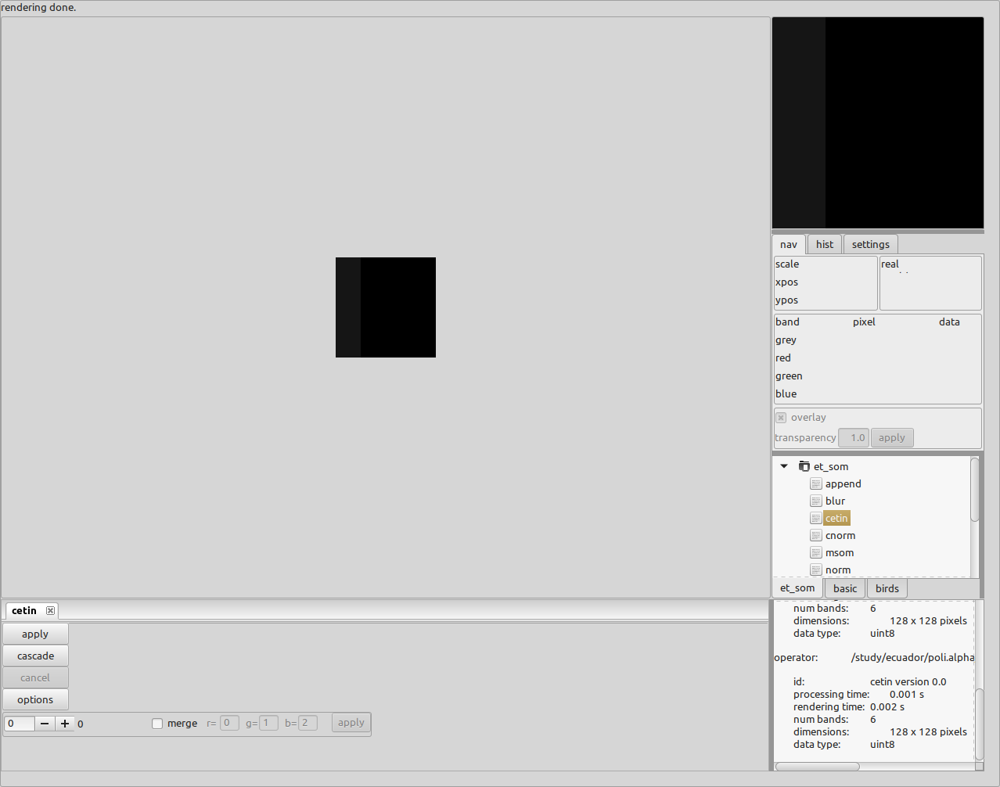 rendering done.
nav hist settings
scale real
xpos
ypos
band pixel data
grey
red
green
blue
overlay
transparency 1.0 apply
et_som
append
blur
cetin
cnorm
msom
norm
et_som basic birds
cetin
apply
cascade
cancel
options
0 0 merge r= 0 g= 1 b= 2 apply
num bands: 6
dimensions: 128 x 128 pixels
data type: uint8
operator: /study/ecuador/poli.alpha
id: cetin version 0.0
processing time: 0.001 s
rendering time: 0.002 s
num bands: 6
dimensions: 128 x 128 pixels
data type: uint8